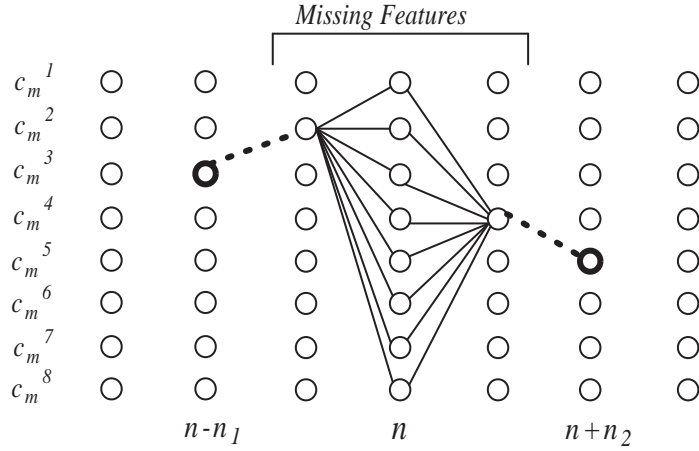 Missing Features
c_m^1
c_m^2
c_m^3
c_m^4
c_m^5
c_m^6
c_m^7
c_m^8
n-n_1 n n+n_2